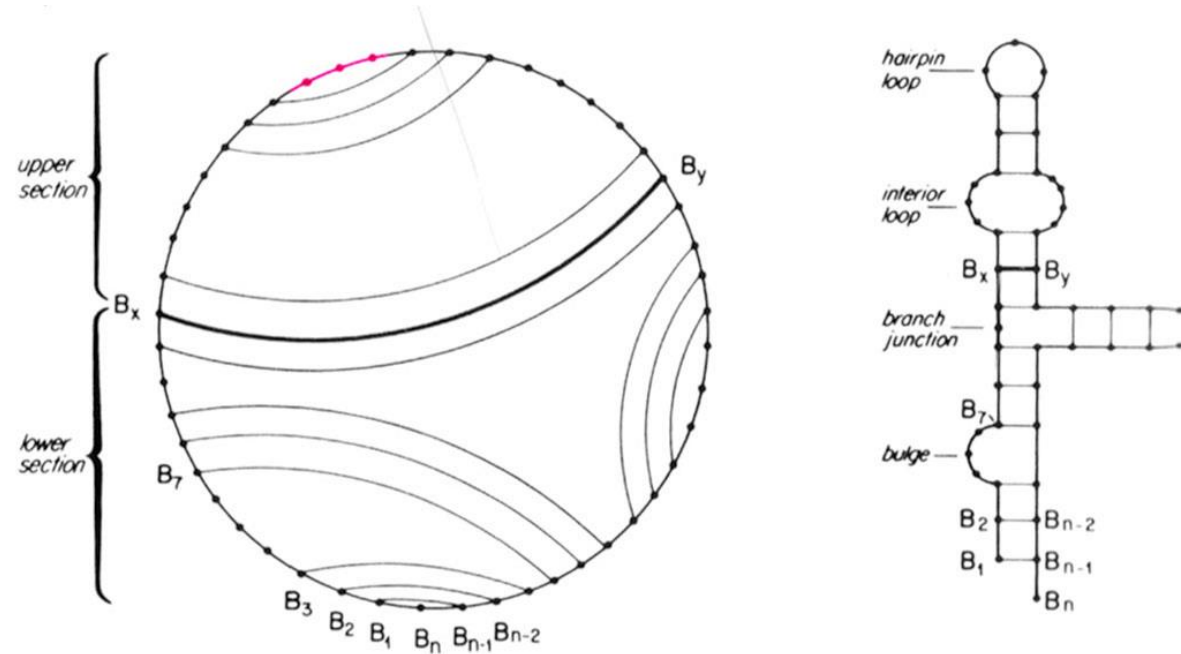 upper
section
lower
section
Bx
By
B7
B3
B2
B1
Bn
Bn-1
Bn-2
hairpin
loop
interior
loop
Bx
By
branch
junction
B7
bulge
B2
Bn-2
B1
Bn-1
Bn